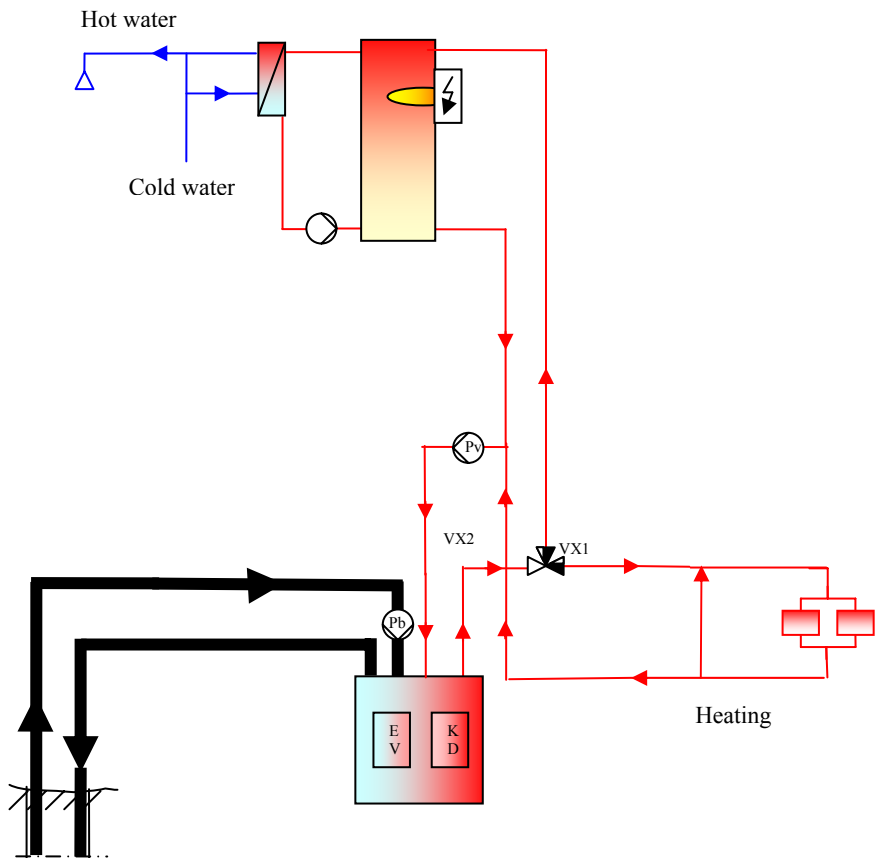 Hot water
Cold water
Pv
VX2
VX1
Pb
Heating
E
V
K
D